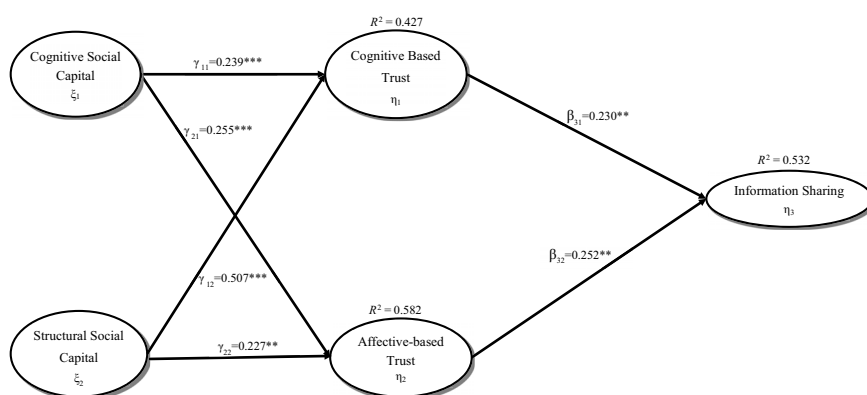 R² = 0.427
Cognitive Social
Capital
ξ₁
γ₁₁=0.239***
Cognitive Based
Trust
η₁
γ₂₁=0.255***
β₃₁=0.230**
R² = 0.532
Information Sharing
η₃
β₃₂=0.252**
γ₁₂=0.507***
R² = 0.582
Structural Social
Capital
ξ₂
γ₂₂=0.227**
Affective-based
Trust
η₂